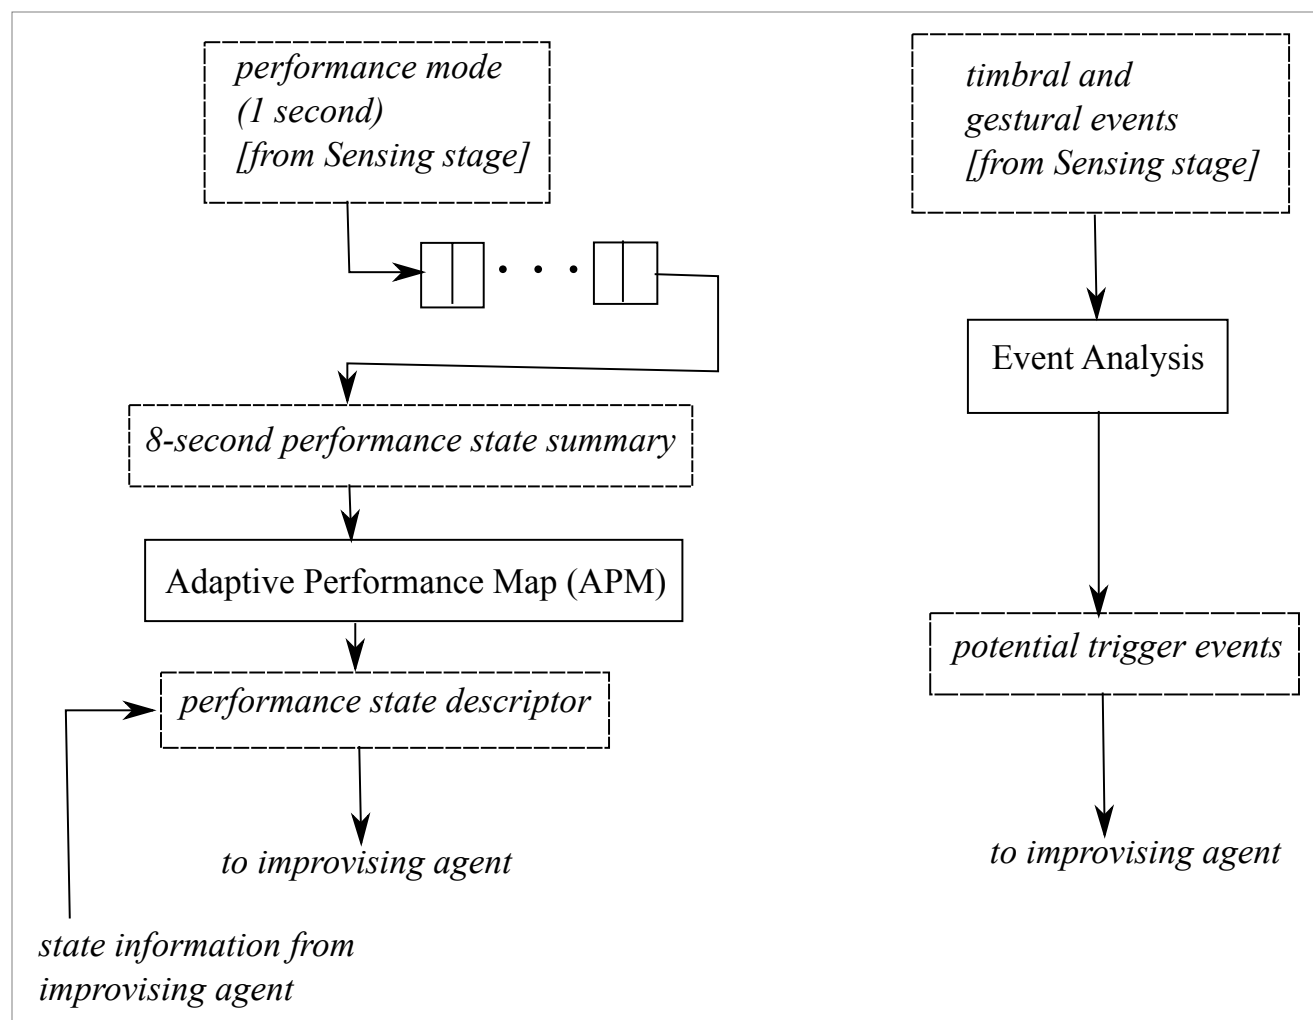 performance mode
(1 second)
[from Sensing stage]
8-second performance state summary
Adaptive Performance Map (APM)
performance state descriptor
to improvising agent
state information from
improvising agent
timbral and
gestural events
[from Sensing stage]
Event Analysis
potential trigger events
to improvising agent